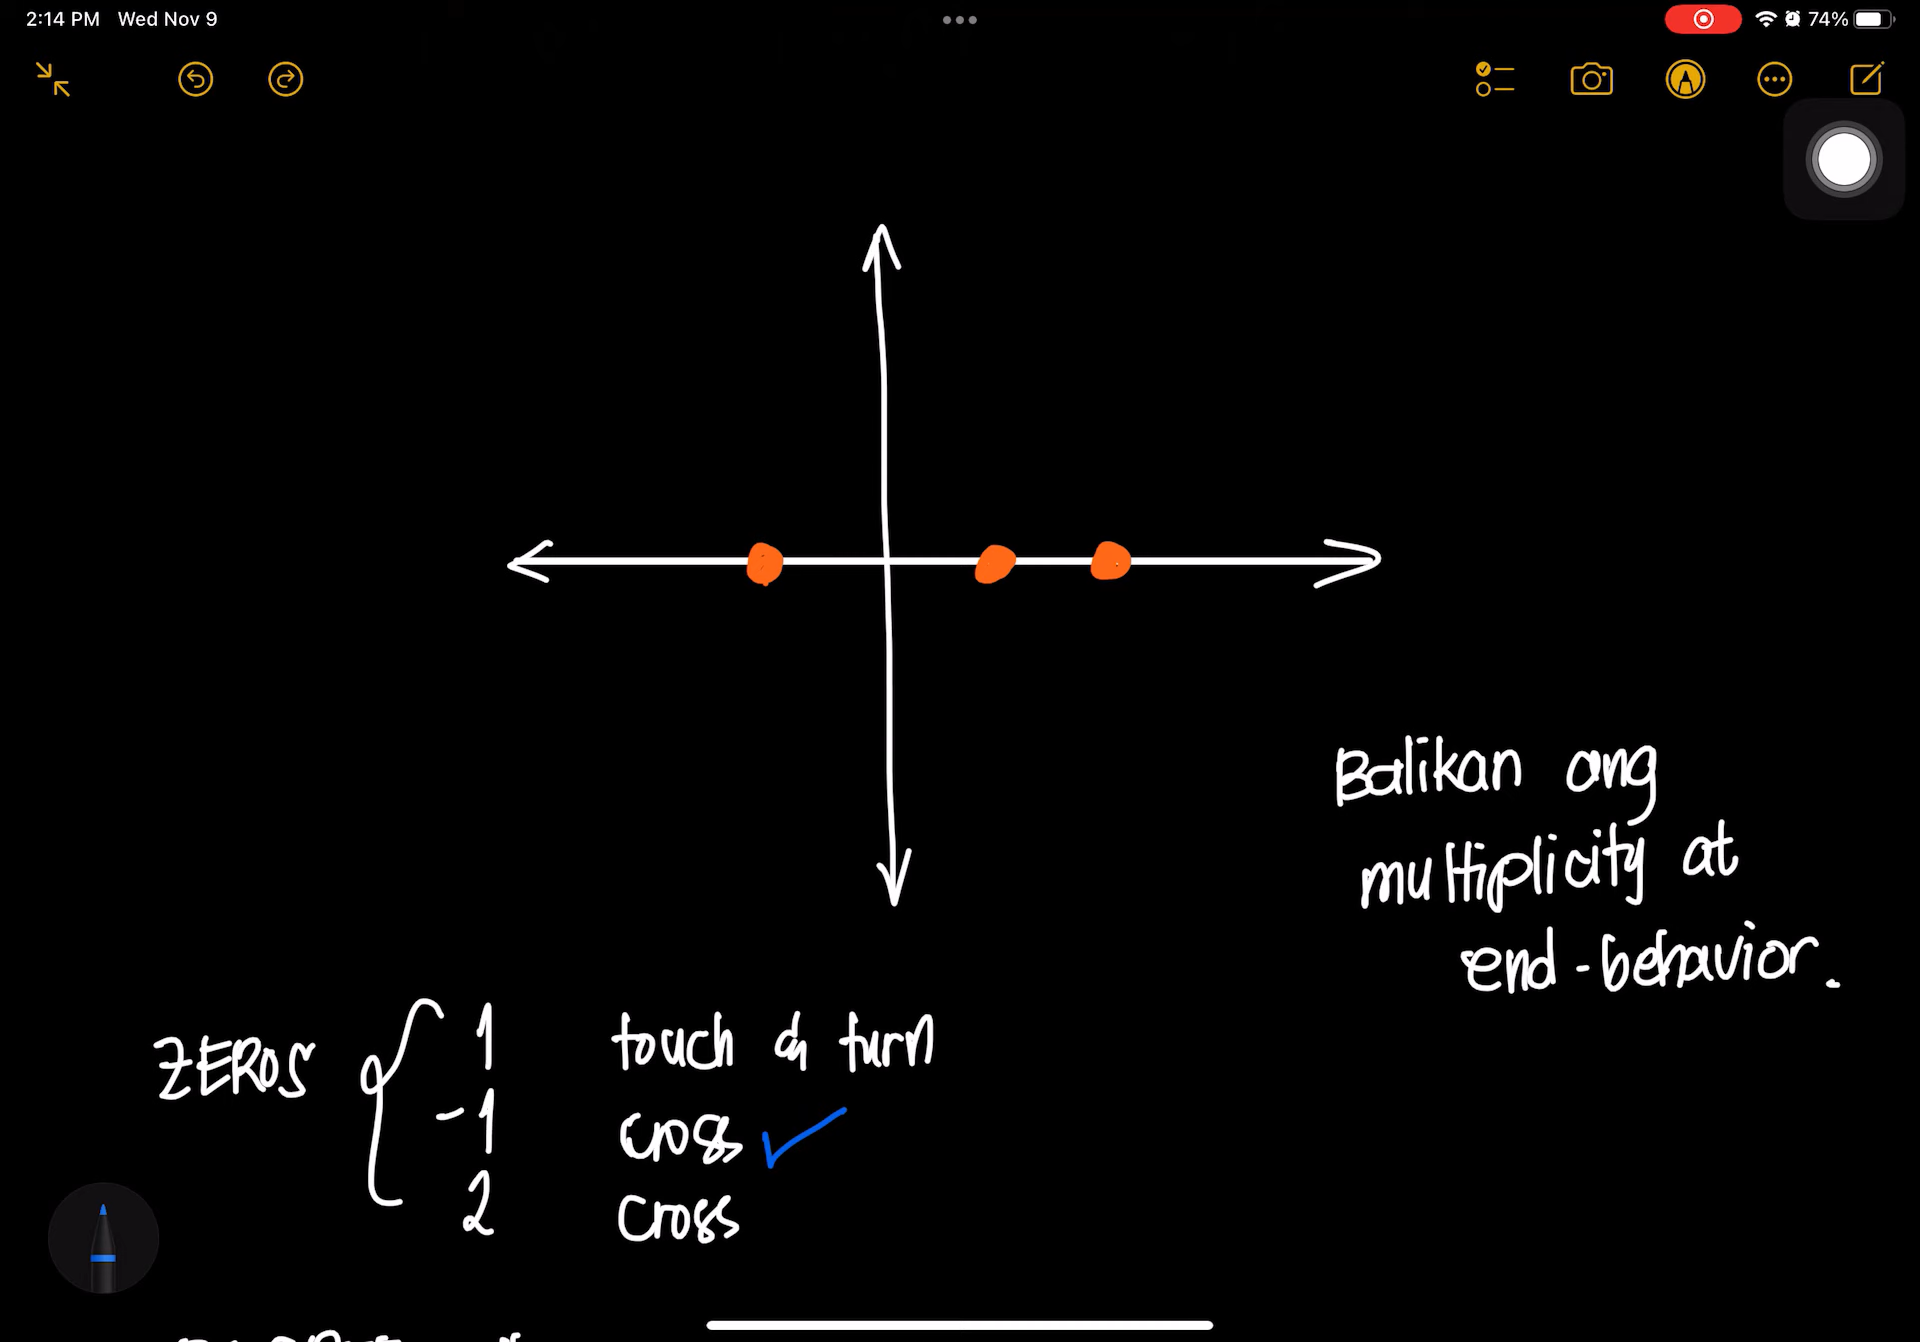 2:14 PM Wed Nov 9
74%
Balikan ang
multiplicity at
end-behavior.
ZEROS { 1 touch & turn
-1 cross ✓
2 cross